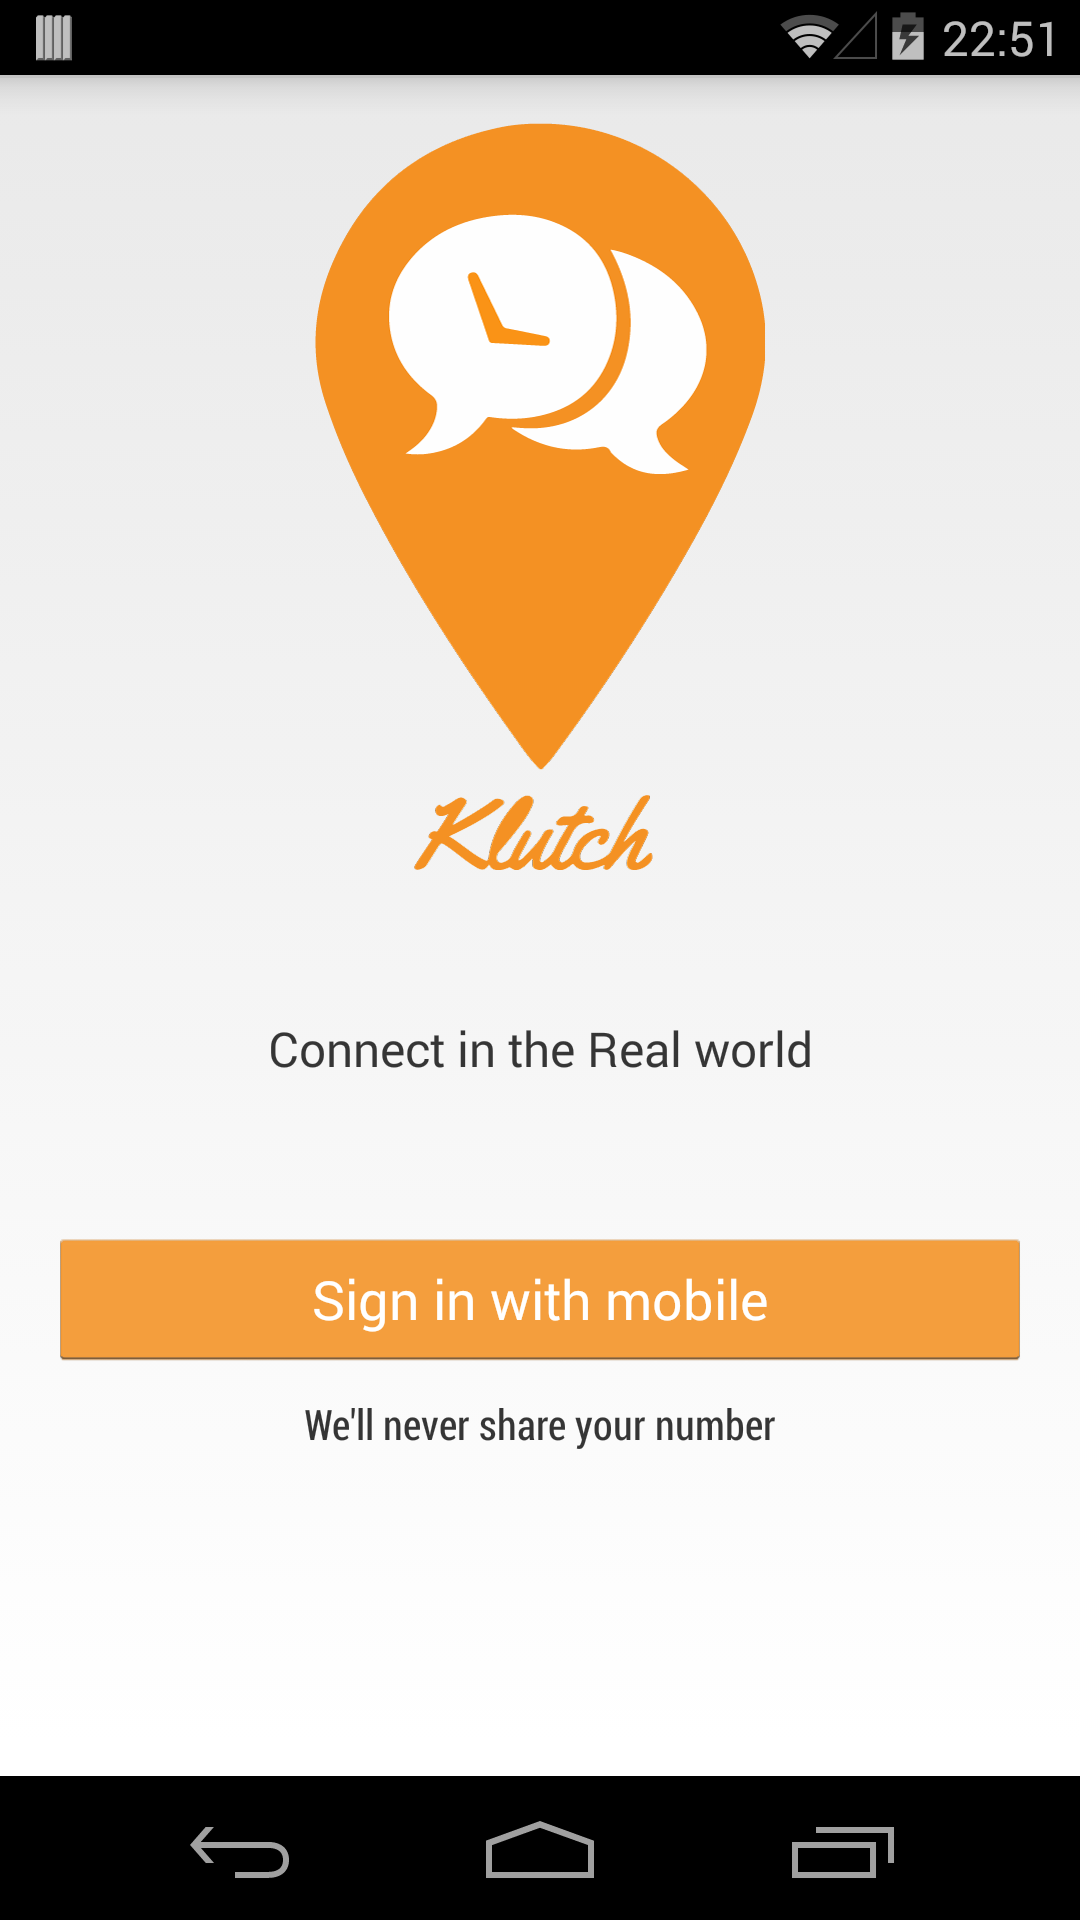 22:51
Klutch
Connect in the Real world
Sign in with mobile
We'll never share your number